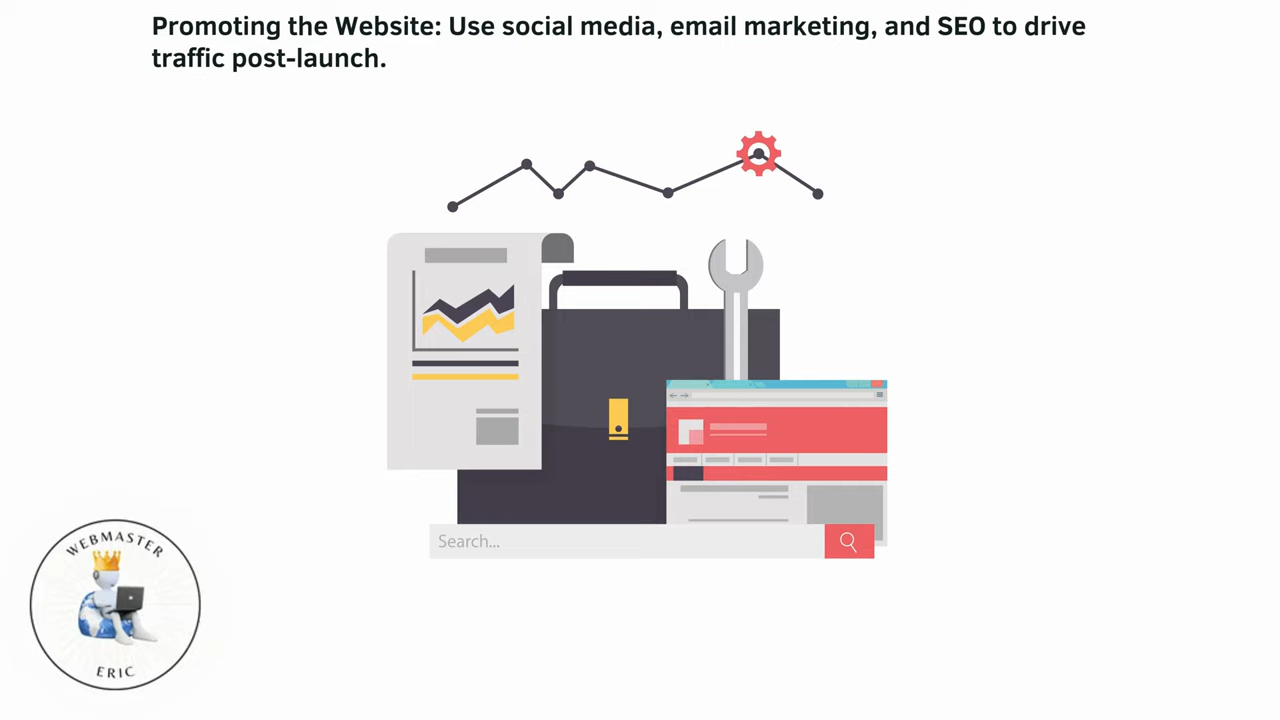 Promoting the Website: Use social media, email marketing, and SEO to drive
traffic post-launch.
Search...
WEBMASTER
ERIC